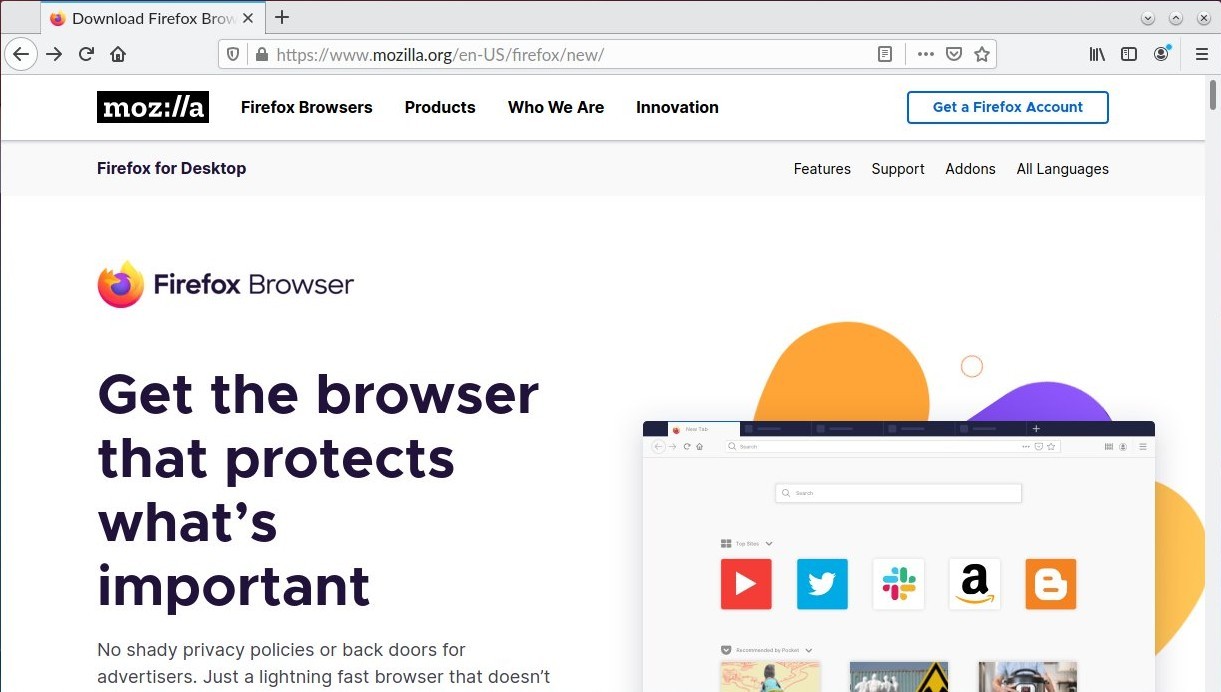 Download Firefox Brow
https://www.mozilla.org/en-US/firefox/new/
moz://a
Firefox Browsers
Products
Who We Are
Innovation
Get a Firefox Account
Firefox for Desktop
Features
Support
Addons
All Languages
Firefox Browser
Get the browser
that protects
what’s
important
No shady privacy policies or back doors for
advertisers. Just a lightning fast browser that doesn’t
New Tab
Search
Search
Top Sites
a
Recommended by Pocket